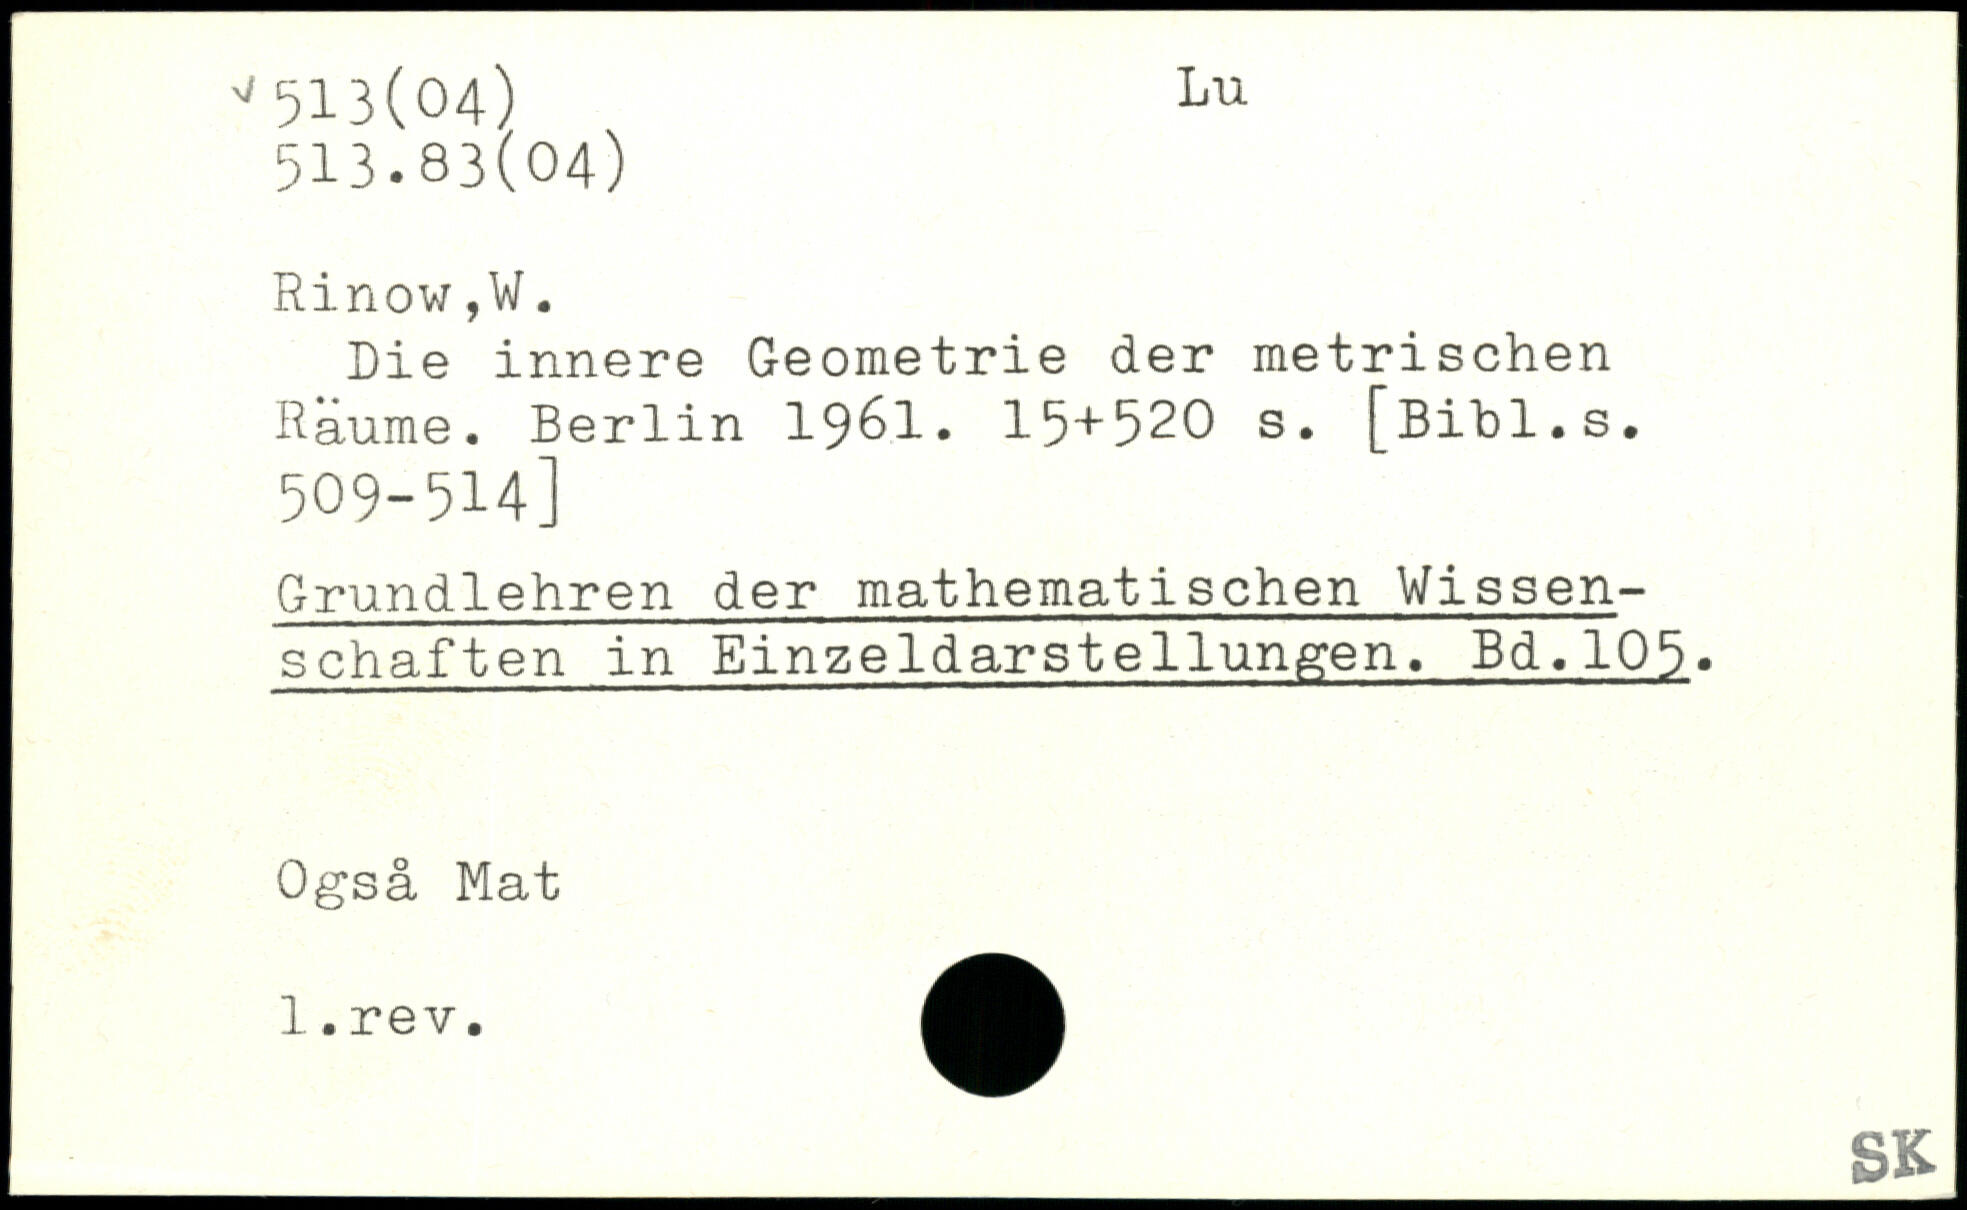 ✓ 513(04) Lu
513.83(04)
Rinow,W.
Die innere Geometrie der metrischen
Räume. Berlin 1961. 15+520 s. [Bibl.s.
509-514]
Grundlehren der mathematischen Wissen-
schaften in Einzeldarstellungen. Bd.105.
Også Mat
1.rev.
SK